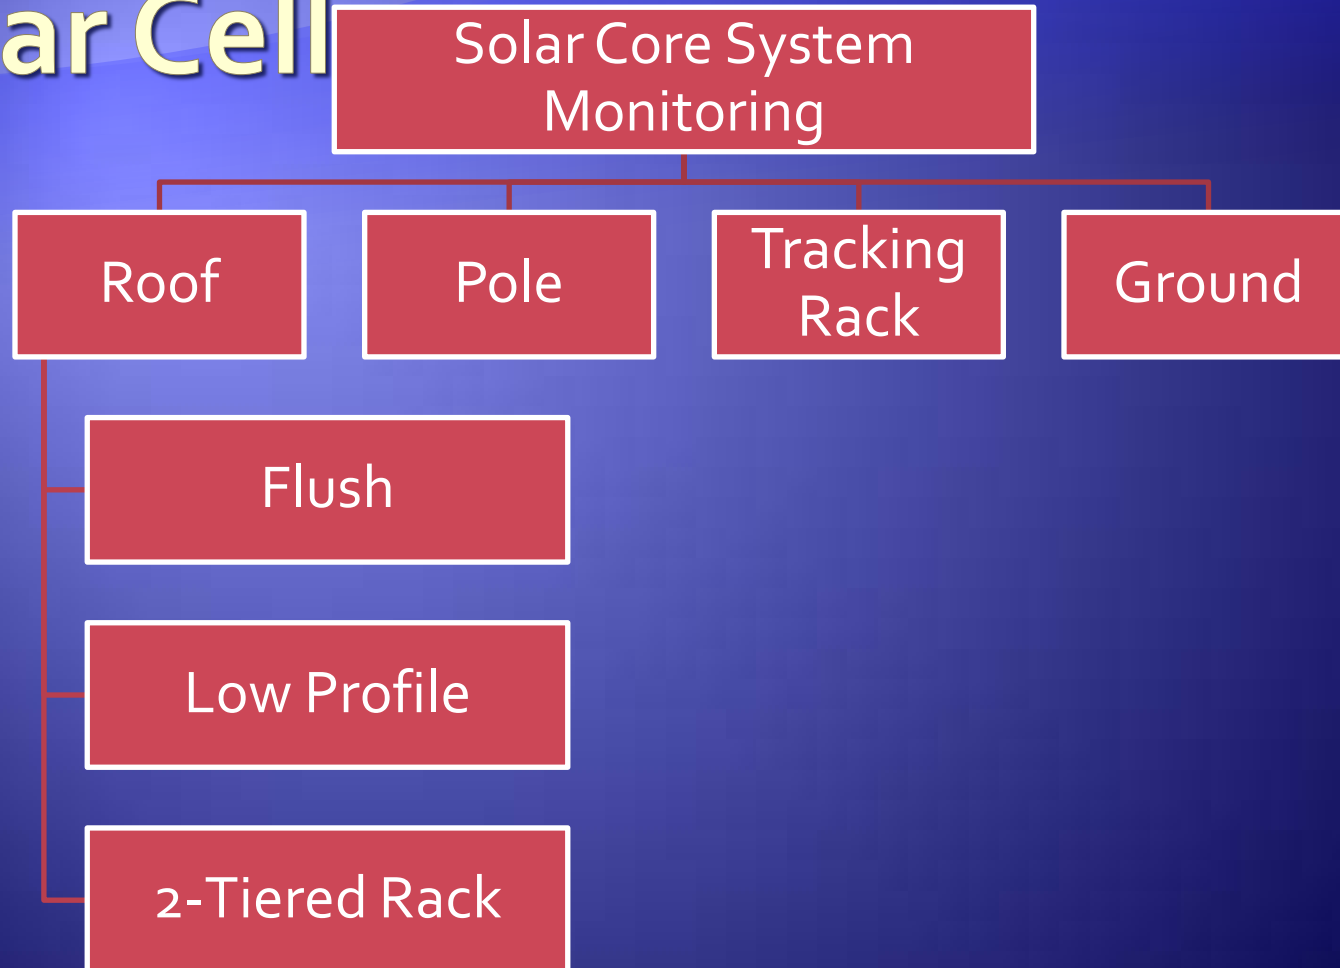 ar Cell
Solar Core System
Monitoring
Roof
Pole
Tracking
Rack
Ground
Flush
Low Profile
2-Tiered Rack